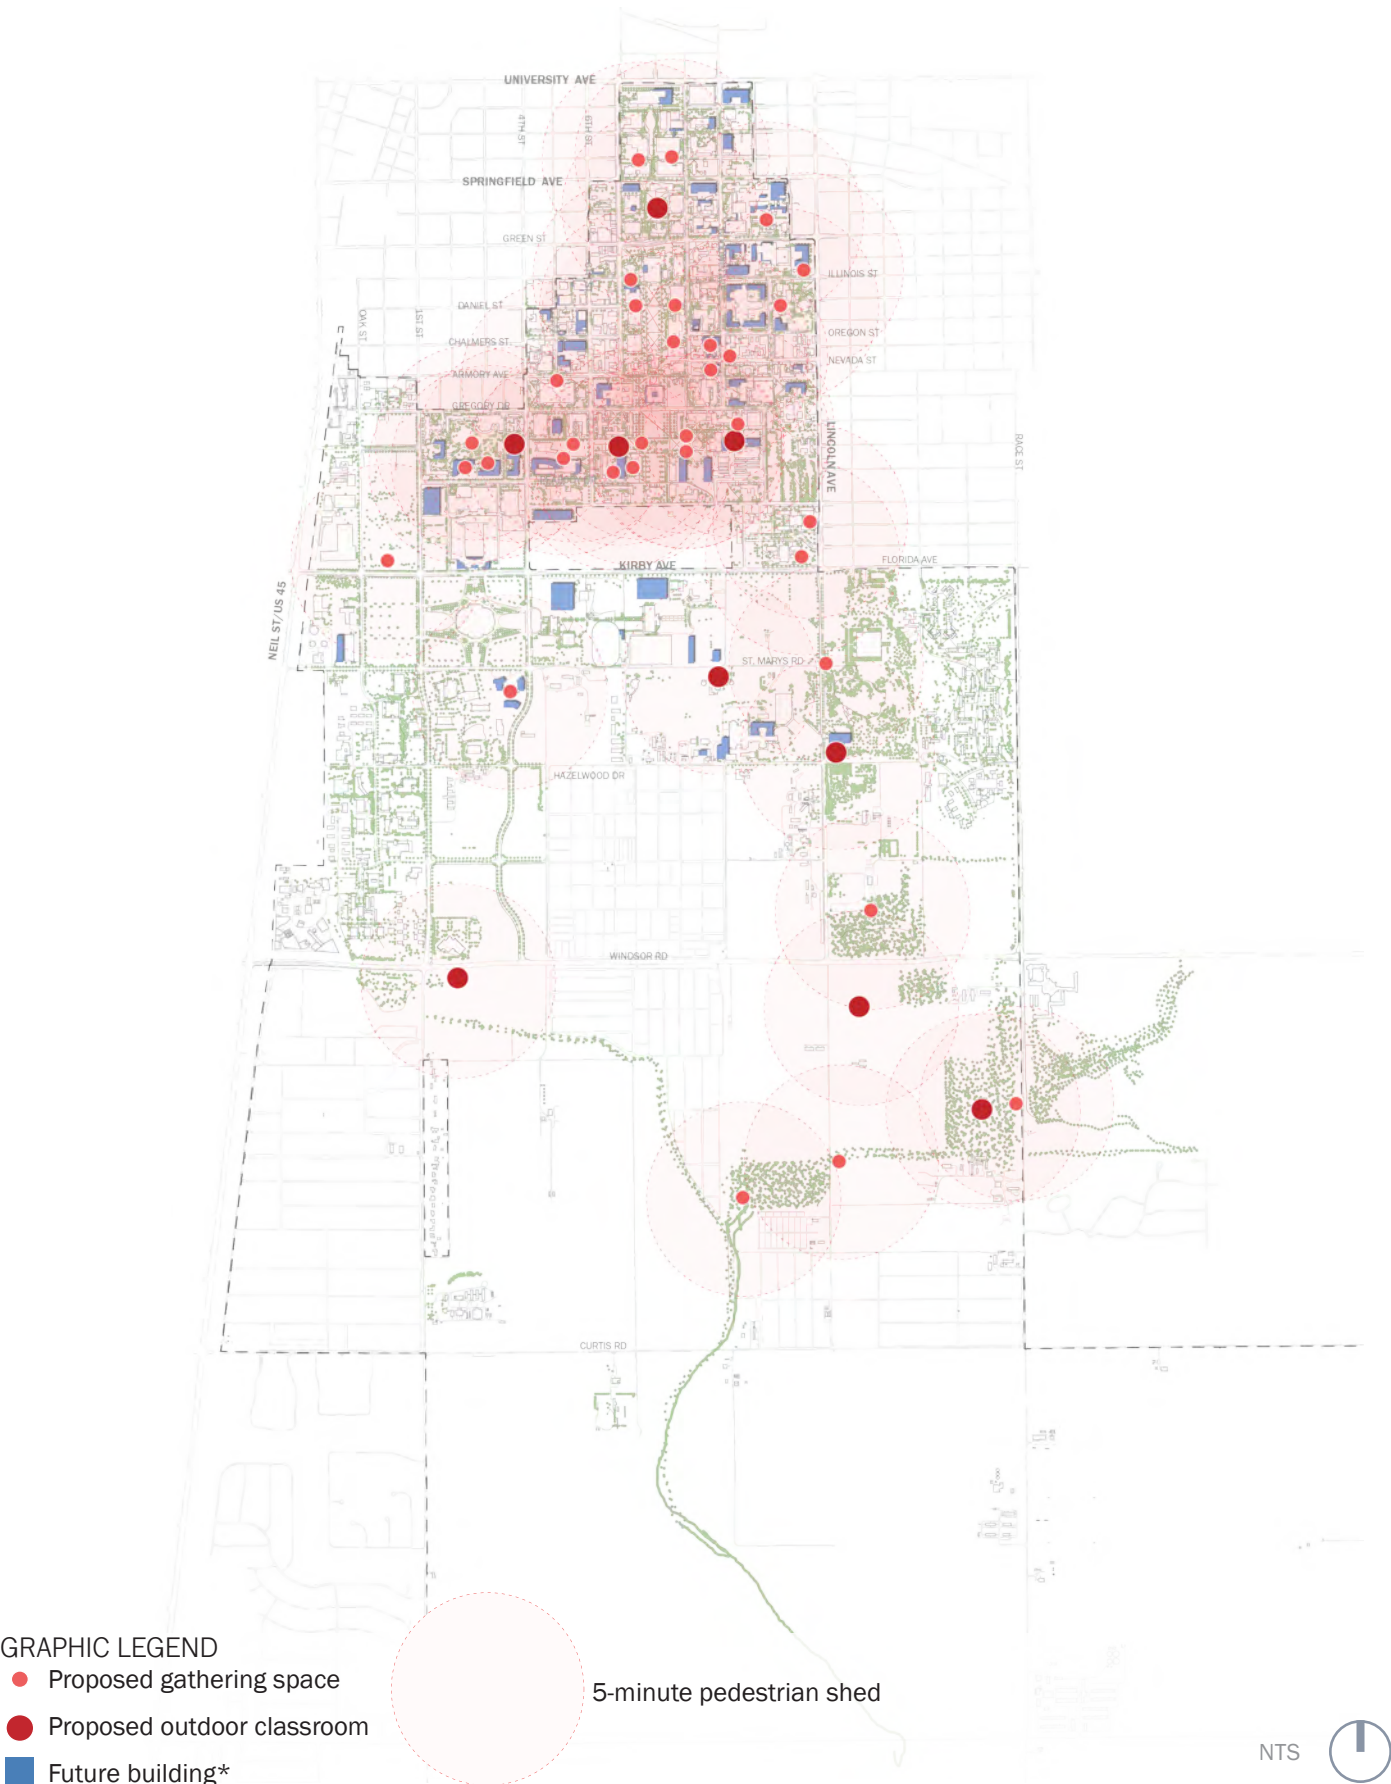 UNIVERSITY AVE
4TH ST
6TH ST
SPRINGFIELD AVE
GREEN ST
ILLINOIS ST
DANIEL ST
OAK ST
1ST ST
OREGON ST
CHALMERS ST
NEVADA ST
ARMORY AVE
GREGORY DR
LINCOLN AVE
RACE ST
FLORIDA AVE
KIRBY AVE
NEIL ST/US 45
ST. MARYS RD
HAZELWOOD DR
WINDSOR RD
CURTIS RD
GRAPHIC LEGEND
Proposed gathering space
5-minute pedestrian shed
Proposed outdoor classroom
NTS
Future building*